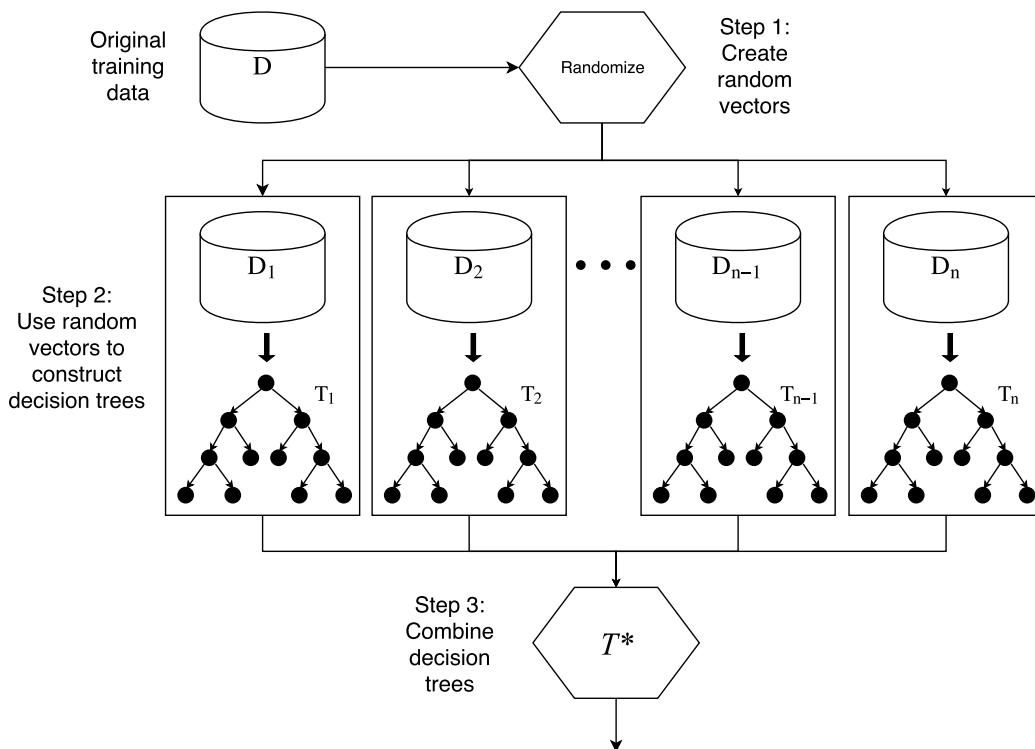 Original
training
data
D
Randomize
Step 1:
Create
random
vectors
Step 2:
Use random
vectors to
construct
decision trees
D₁
D₂
• • •
Dₙ₋₁
Dₙ
T₁
T₂
Tₙ₋₁
Tₙ
Step 3:
Combine
decision
trees
T*